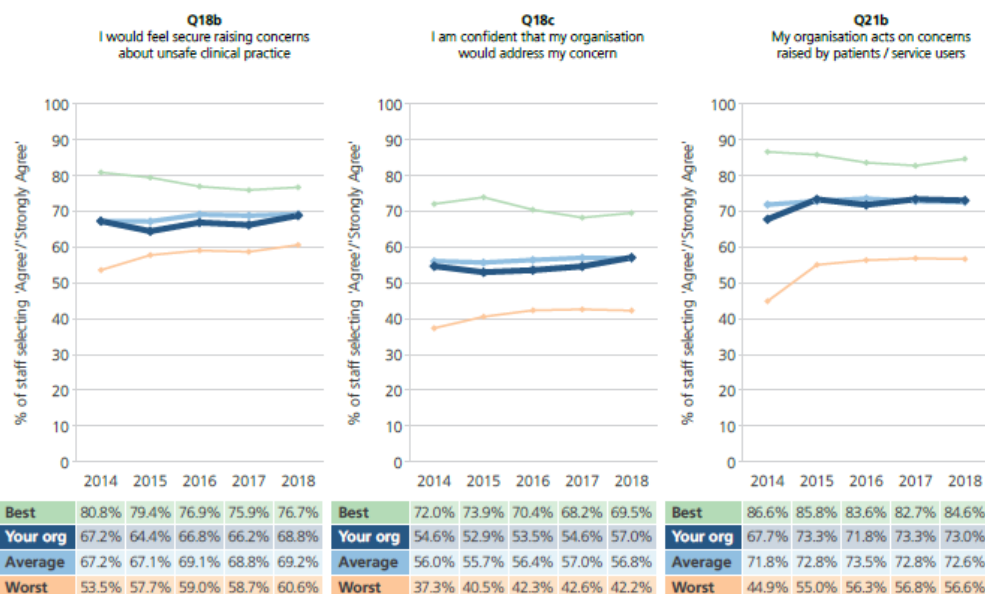 Q18b
I would feel secure raising concerns
about unsafe clinical practice
% of staff selecting 'Agree'/'Strongly Agree'
100
90
80
70
60
50
40
30
20
10
0
2014 2015 2016 2017 2018
Best 80.8% 79.4% 76.9% 75.9% 76.7%
Your org 67.2% 64.4% 66.8% 66.2% 68.8%
Average 67.2% 67.1% 69.1% 68.8% 69.2%
Worst 53.5% 57.7% 59.0% 58.7% 60.6%
Q18c
I am confident that my organisation
would address my concern
% of staff selecting 'Agree'/'Strongly Agree'
100
90
80
70
60
50
40
30
20
10
0
2014 2015 2016 2017 2018
Best 72.0% 73.9% 70.4% 68.2% 69.5%
Your org 54.6% 52.9% 53.5% 54.6% 57.0%
Average 56.0% 55.7% 56.4% 57.0% 56.8%
Worst 37.3% 40.5% 42.3% 42.6% 42.2%
Q21b
My organisation acts on concerns
raised by patients / service users
% of staff selecting 'Agree'/'Strongly Agree'
100
90
80
70
60
50
40
30
20
10
0
2014 2015 2016 2017 2018
Best 86.6% 85.8% 83.6% 82.7% 84.6%
Your org 67.7% 73.3% 71.8% 73.3% 73.0%
Average 71.8% 72.8% 73.5% 72.8% 72.6%
Worst 44.9% 55.0% 56.3% 56.8% 56.6%